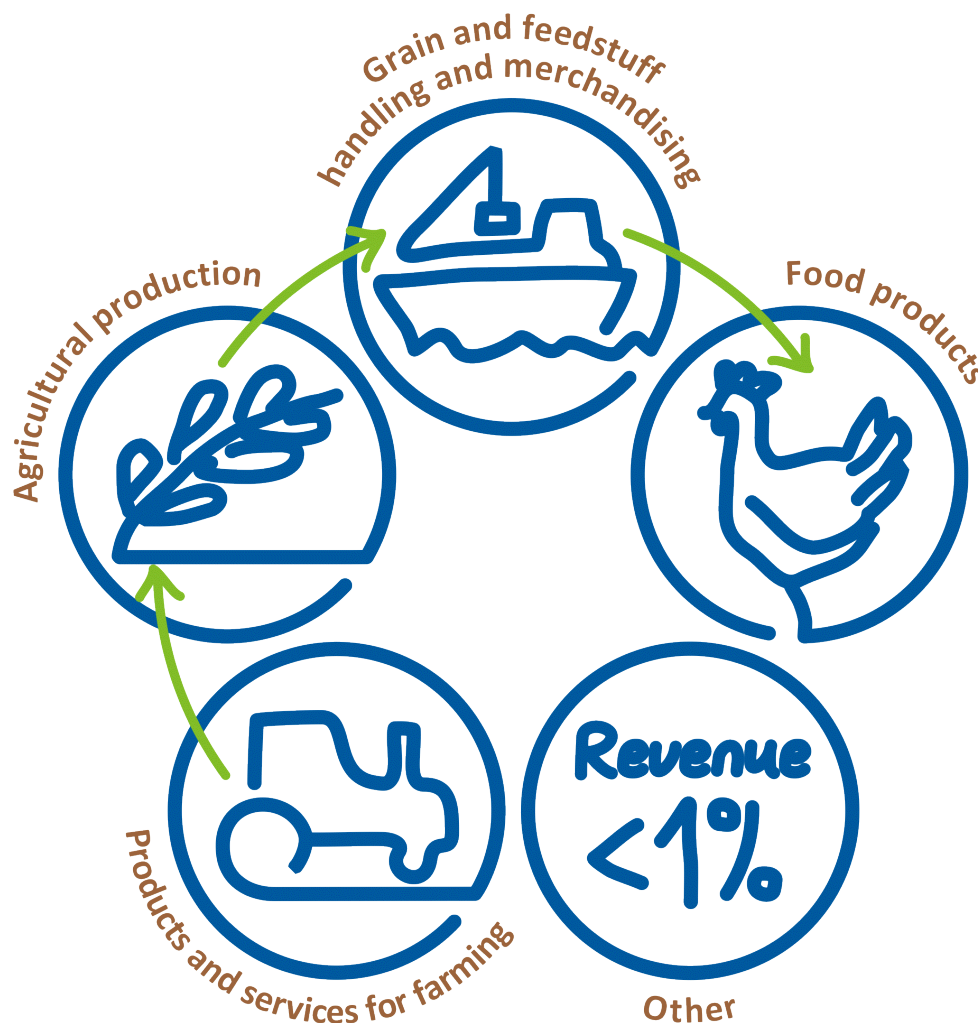 Grain and feedstuff
handling and merchandising
Agricultural production
Food products
Products and services for farming
Revenue
<1%
Other